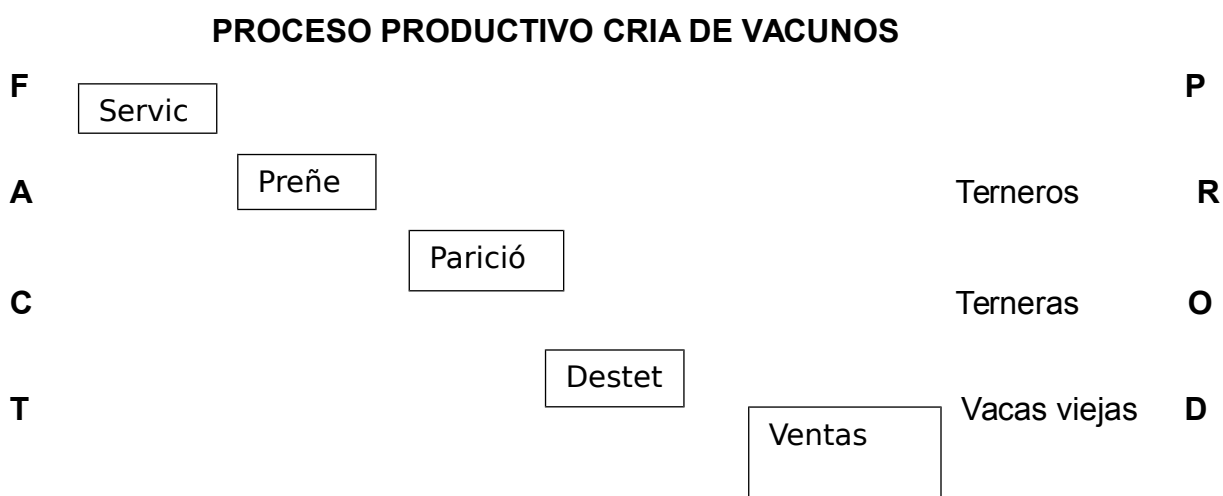 PROCESO PRODUCTIVO CRIA DE VACUNOS
F
Servic
P
Preñe
A
Terneros
R
Parició
C
Terneras
O
Destet
T
Vacas viejas
D
Ventas